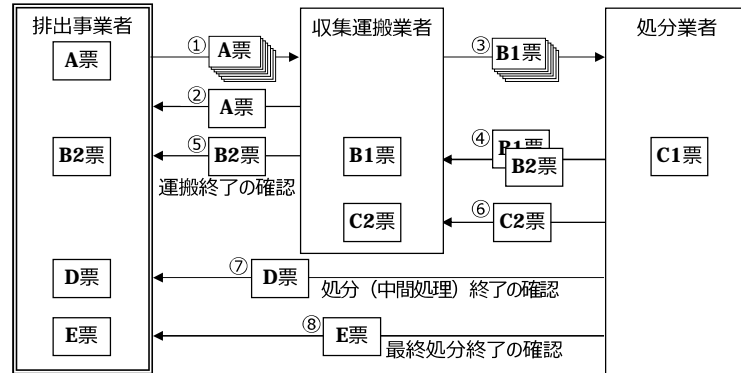 排出事業者
収集運搬業者
処分業者
A票
① A票
③ B1票
② A票
B2票
⑤ B2票
運搬終了の確認
B1票
④ B1票
B2票
C1票
C2票
⑥ C2票
D票
⑦ D票
処分（中間処理）終了の確認
E票
⑧ E票
最終処分終了の確認